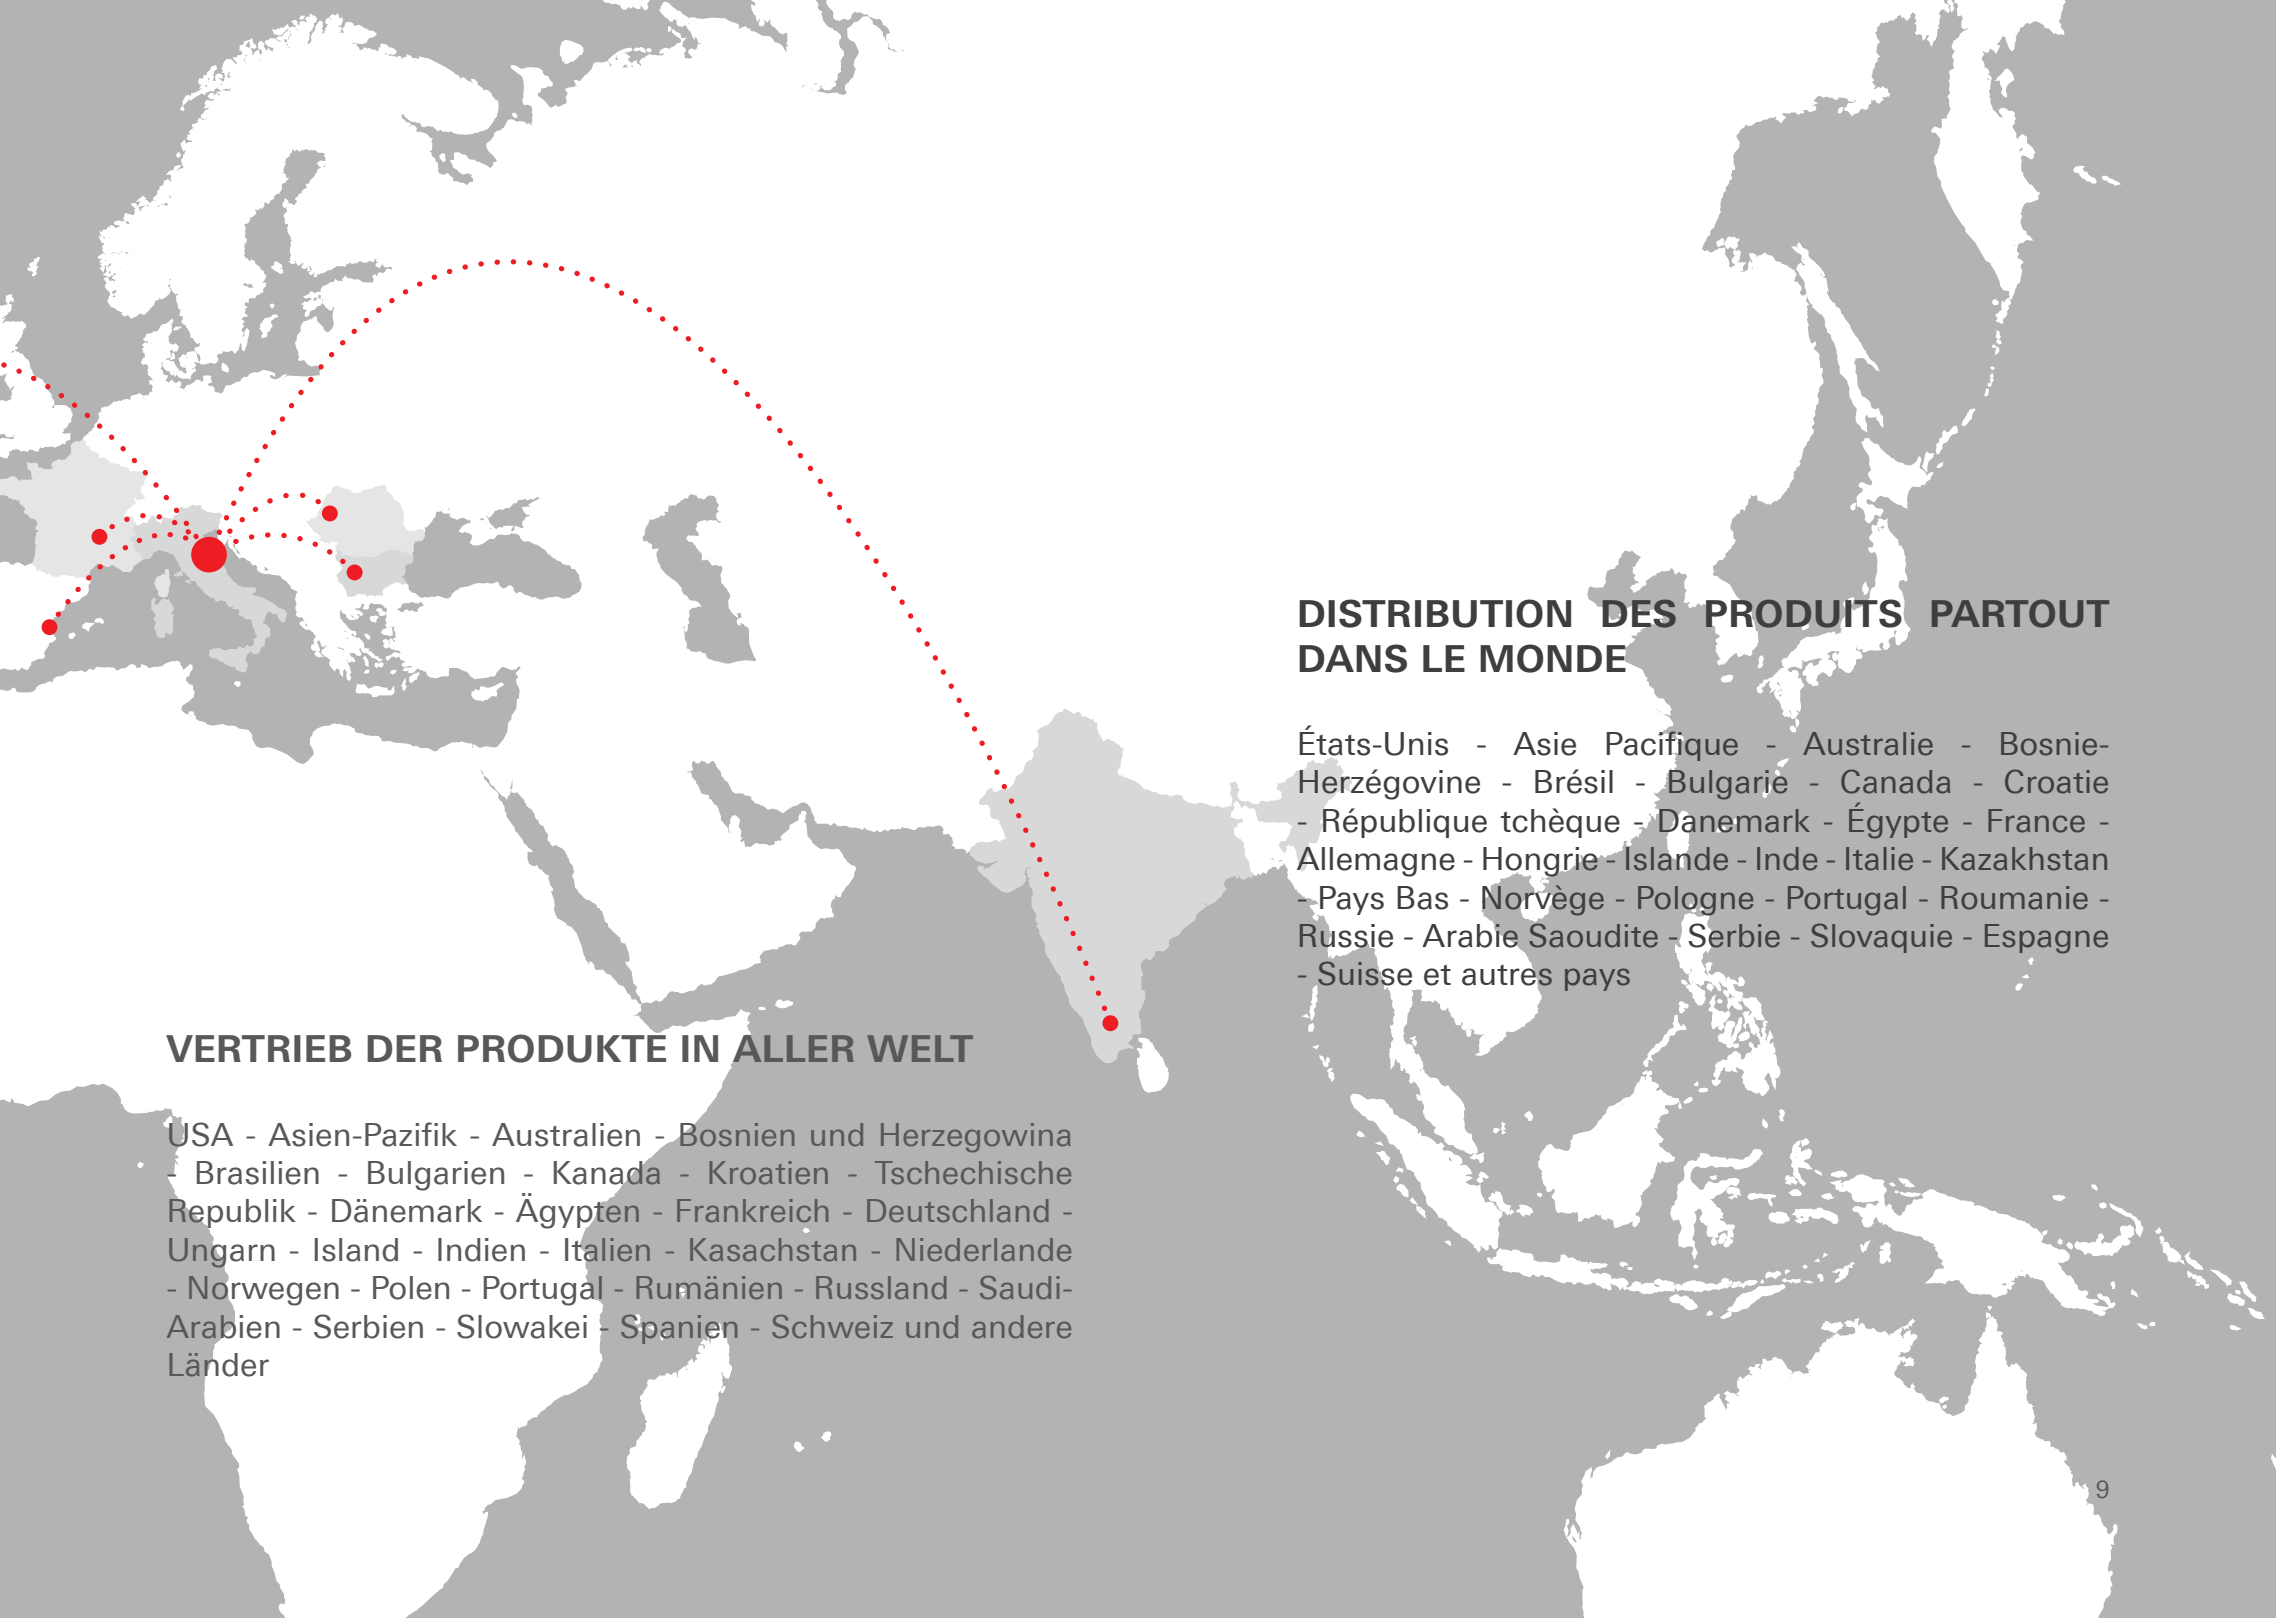 DISTRIBUTION DES PRODUITS PARTOUT
DANS LE MONDE
États-Unis - Asie Pacifique - Australie - Bosnie-
Herzégovine - Brésil - Bulgarie - Canada - Croatie
- République tchèque - Danemark - Égypte - France -
Allemagne - Hongrie - Islande - Inde - Italie - Kazakhstan
- Pays Bas - Norvège - Pologne - Portugal - Roumanie -
Russie - Arabie Saoudite - Serbie - Slovaquie - Espagne
- Suisse et autres pays
VERTRIEB DER PRODUKTE IN ALLER WELT
USA - Asien-Pazifik - Australien - Bosnien und Herzegowina
- Brasilien - Bulgarien - Kanada - Kroatien - Tschechische
Republik - Dänemark - Ägypten - Frankreich - Deutschland -
Ungarn - Island - Indien - Italien - Kasachstan - Niederlande
- Norwegen - Polen - Portugal - Rumänien - Russland - Saudi-
Arabien - Serbien - Slowakei - Spanien - Schweiz und andere
Länder
9